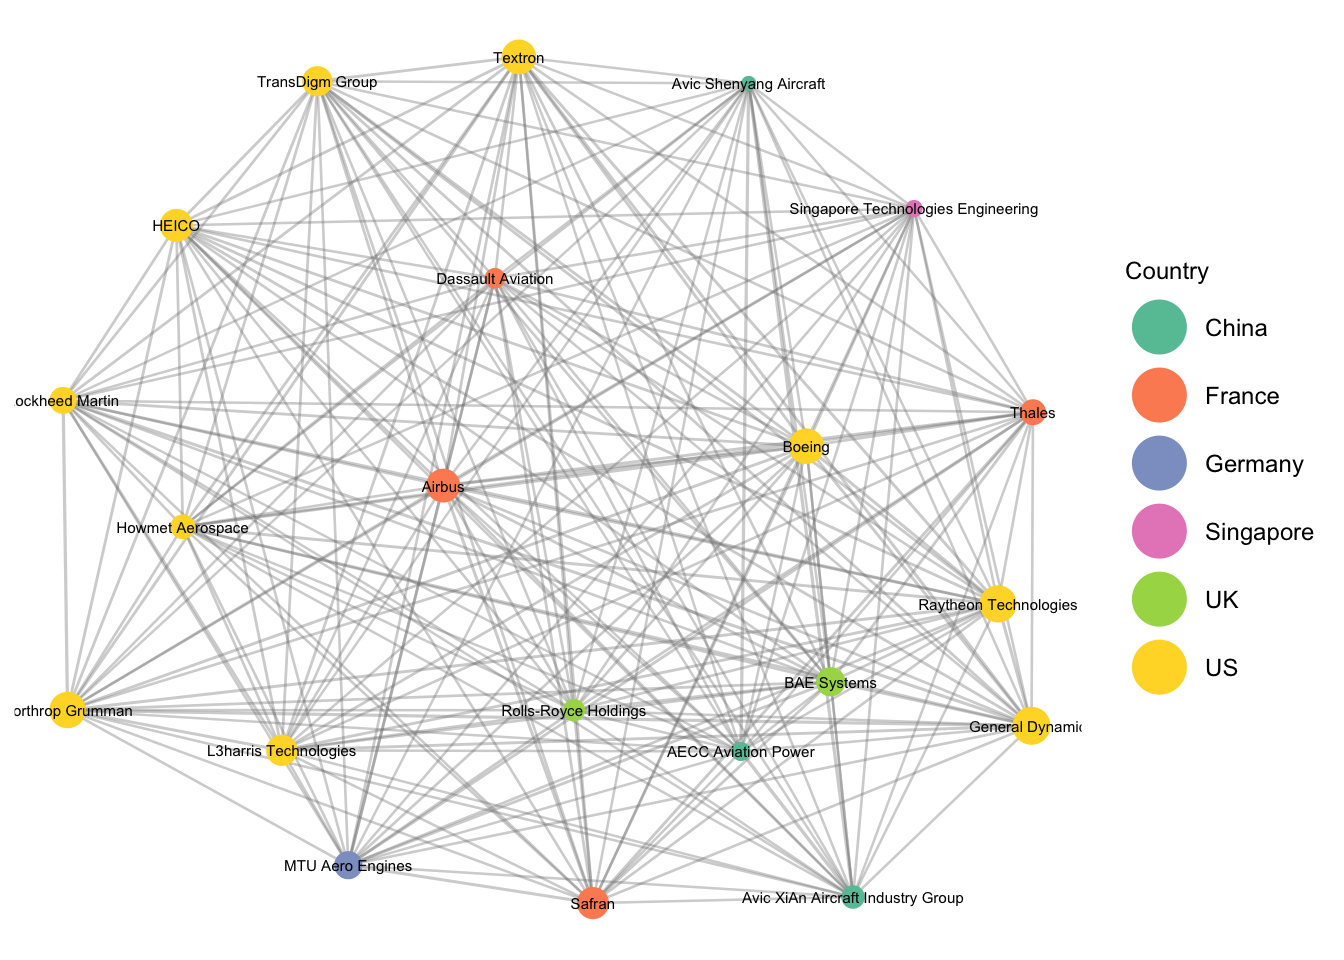 Textron
TransDigm Group
Avic Shenyang Aircraft
Singapore Technologies Engineering
HEICO
Dassault Aviation
ockheed Martin
Thales
Boeing
Airbus
Howmet Aerospace
Raytheon Technologies
BAE Systems
orthrop Grumman
Rolls-Royce Holdings
General Dynamic
L3harris Technologies
AECC Aviation Power
MTU Aero Engines
Safran
Avic XiAn Aircraft Industry Group
Country
China
France
Germany
Singapore
UK
US